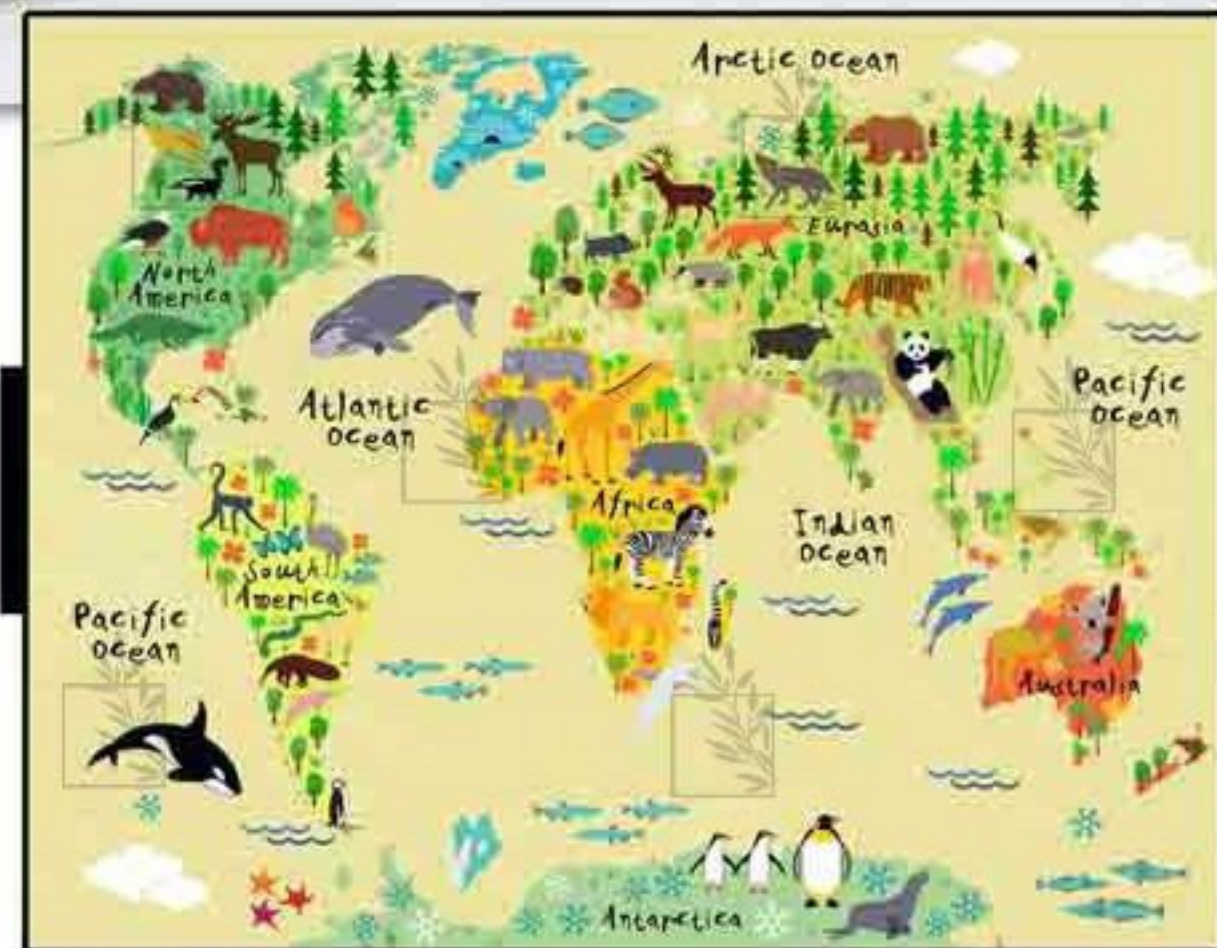 Arctic Ocean
Eurasia
North
America
Atlantic
Ocean
Pacific
Ocean
Africa
Indian
Ocean
South
America
Pacific
Ocean
Australia
Antarctica